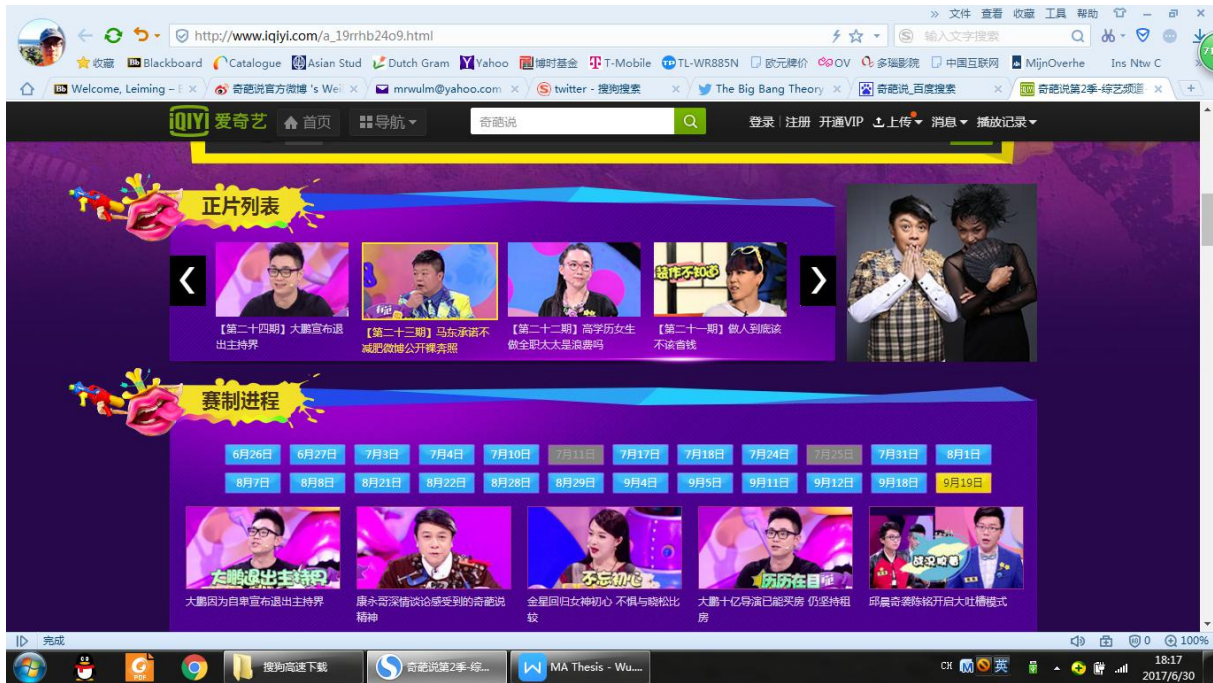 » 文件 查看 收藏 工具 帮助
http://www.iqiyi.com/a_19rrhb24o9.html
输入文字搜索
收藏 Blackboard Catalogue Asian Stud Dutch Gram Yahoo 博时基金 T-Mobile TL-WR885N 欧元牌价 OV 多瑙影院 中国互联网 MijnOverhe Ins Ntw C
71
Welcome, Leiming – 奇葩说官方微博 's Wei mrwulm@yahoo.com twitter - 搜狗搜索 The Big Bang Theory 奇葩说_百度搜索 奇葩说第2季-综艺频道
iQIYI 爱奇艺 首页 导航 奇葩说 登录 注册 开通VIP 上传 消息 播放记录
正片列表
鞋作不知道
【第二十四期】大鹏宣布退
出主持界
【第二十三期】马东承诺不
减肥微博公开裸奔照
【第二十二期】高学历女生
做全职太太是浪费吗
【第二十一期】做人到底该
不该省钱
赛制进程
6月26日 6月27日 7月3日 7月4日 7月10日 7月11日 7月17日 7月18日 7月24日 7月25日 7月31日 8月1日
8月7日 8月8日 8月21日 8月22日 8月28日 8月29日 9月4日 9月5日 9月11日 9月12日 9月18日 9月19日
大鹏退出主持界
不忘初心
历历在目
战况收看
大鹏因为自卑宣布退出主持界
康永哥深情谈论感受到的奇葩说
精神
金星回归女神初心 不惧与晓松比
较
大鹏十亿导演已能买房 仍坚持租
房
邱晨奇袭陈铭开启大吐槽模式
完成 0 100%
搜狗高速下载 奇葩说第2季-综... MA Thesis - Wu.... CH 英 18:17
2017/6/30